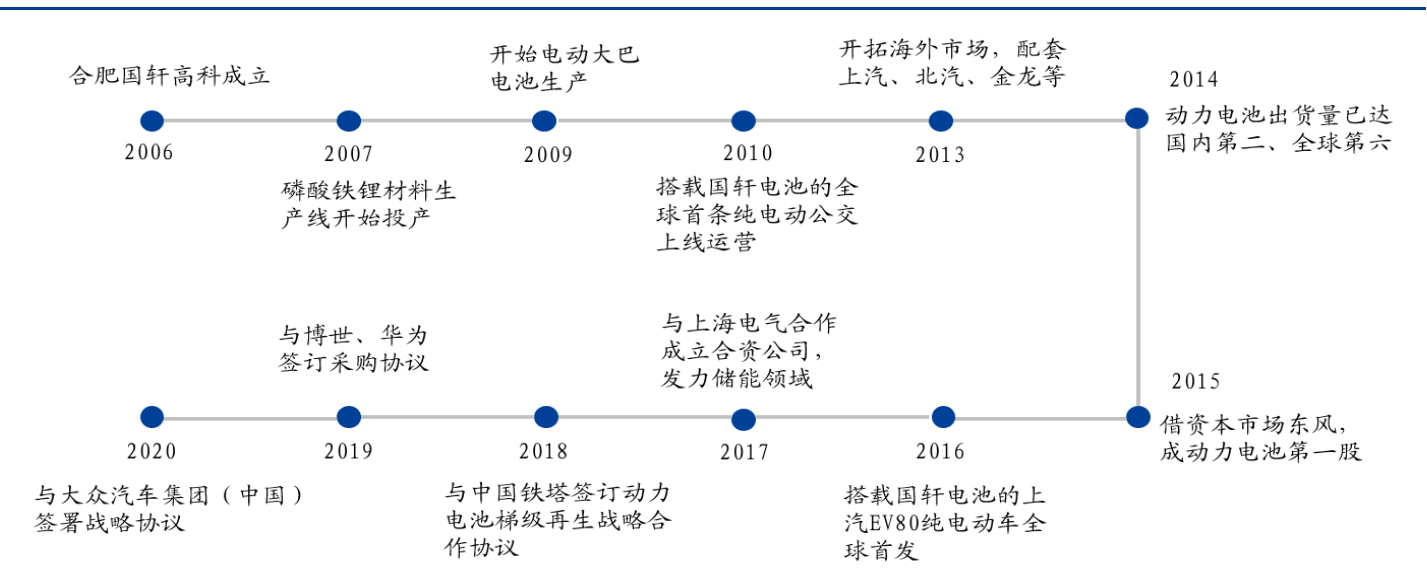 合肥国轩高科成立
2006
2007
磷酸铁锂材料生
产线开始投产
开始电动大巴
电池生产
2009
2010
搭载国轩电池的全
球首条纯电动公交
上线运营
开拓海外市场，配套
上汽、北汽、金龙等
2013
2014
动力电池出货量已达
国内第二、全球第六
2015
借资本市场东风，
成动力电池第一股
2016
搭载国轩电池的上
汽EV80纯电动车全
球首发
与上海电气合作
成立合资公司，
发力储能领域
2017
2018
与中国铁塔签订动力
电池梯级再生战略合
作协议
与博世、华为
签订采购协议
2019
2020
与大众汽车集团（中国）
签署战略协议